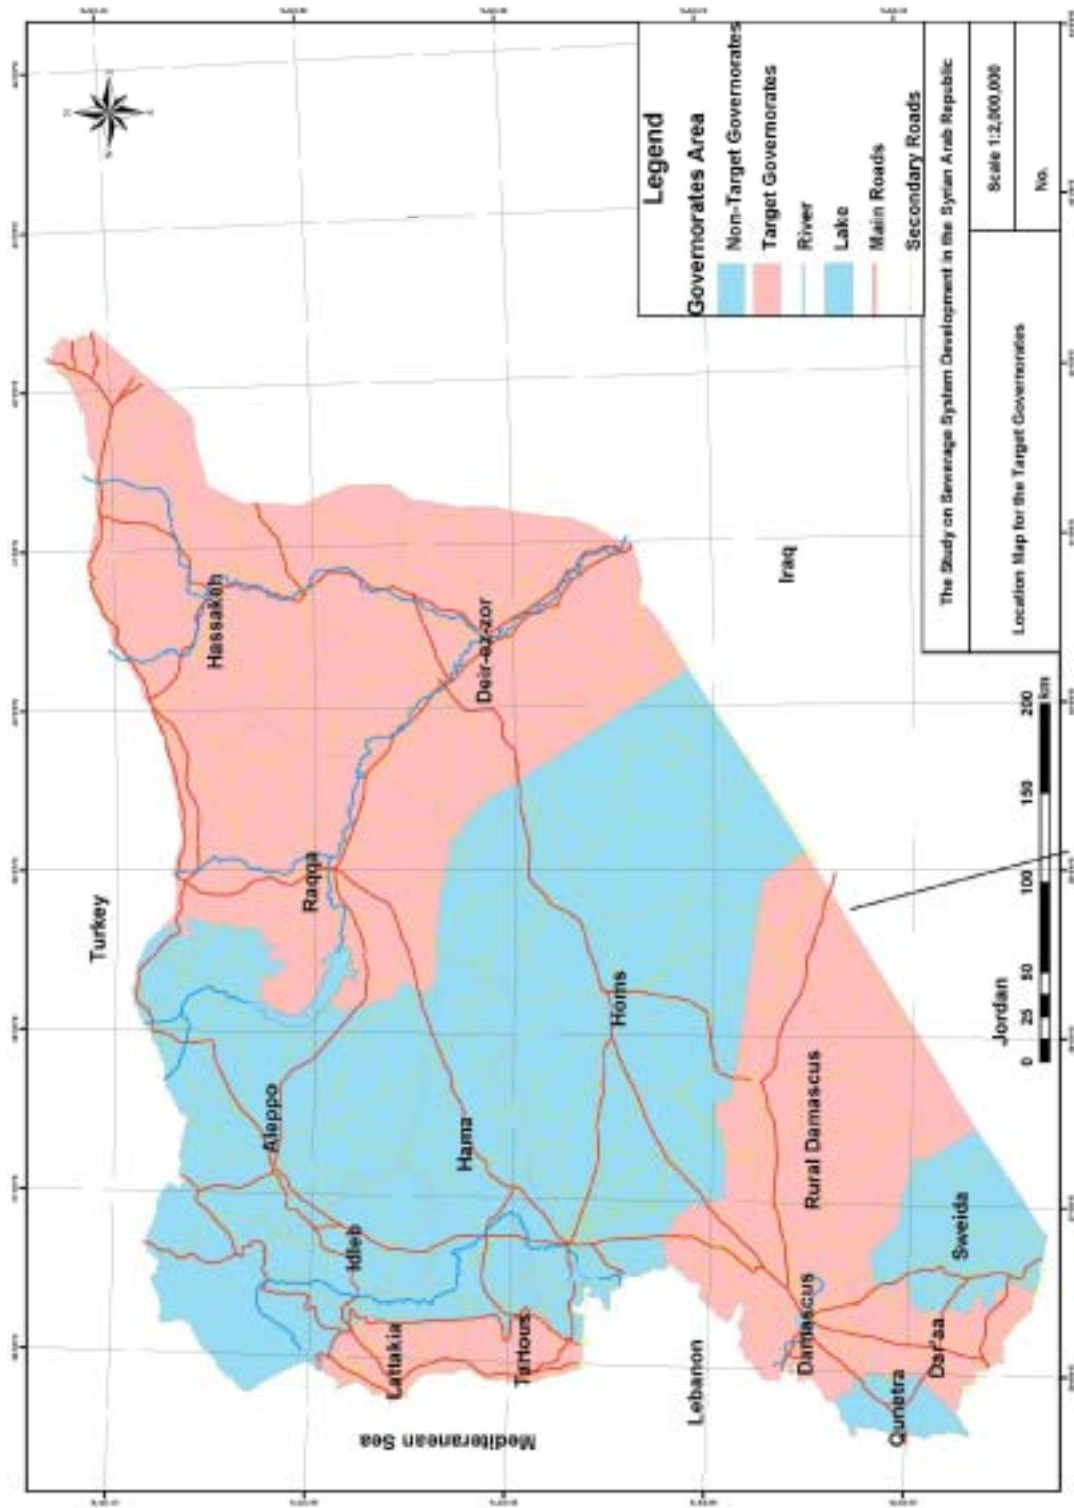 Turkey
Hassakeh
Aleppo
Raqqa
Idleb
Lattakia
Hama
Deir-ez-zor
Tartous
Homs
Mediteranean Sea
Lebanon
Iraq
Damascus
Rural Damascus
Qunetra
Dar'aa
Sweida
Jordan
0 25 50 100 150 200
km
Legend
Governorates Area
Non-Target Governorates
Target Governorates
River
Lake
Main Roads
Secondary Roads
The Study on Sewerage System Development in the Syrian Arab Republic
Location Map for the Target Governorates
Scale 1:2,000,000
No.